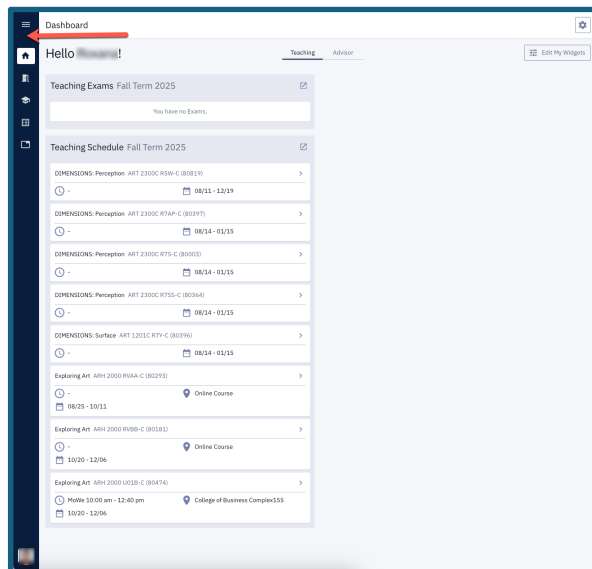 Dashboard
Hello !
Teaching Advisor
Edit My Widgets
Teaching Exams Fall Term 2025
You have no Exams.
Teaching Schedule Fall Term 2025
DIMENSIONS: Perception ART 2300C R5W-C (80819)
- 08/11 - 12/19
DIMENSIONS: Perception ART 2300C R7AP-C (80397)
- 08/14 - 01/15
DIMENSIONS: Perception ART 2300C R7S-C (80003)
- 08/14 - 01/15
DIMENSIONS: Perception ART 2300C R7SS-C (80364)
- 08/14 - 01/15
DIMENSIONS: Surface ART 1201C R7Y-C (80396)
- 08/14 - 01/15
Exploring Art ARH 2000 RVAA-C (80293)
- Online Course
08/25 - 10/11
Exploring Art ARH 2000 RVBB-C (80181)
- Online Course
10/20 - 12/06
Exploring Art ARH 2000 U01B-C (80474)
MoWe 10:00 am - 12:40 pm College of Business Complex155
10/20 - 12/06